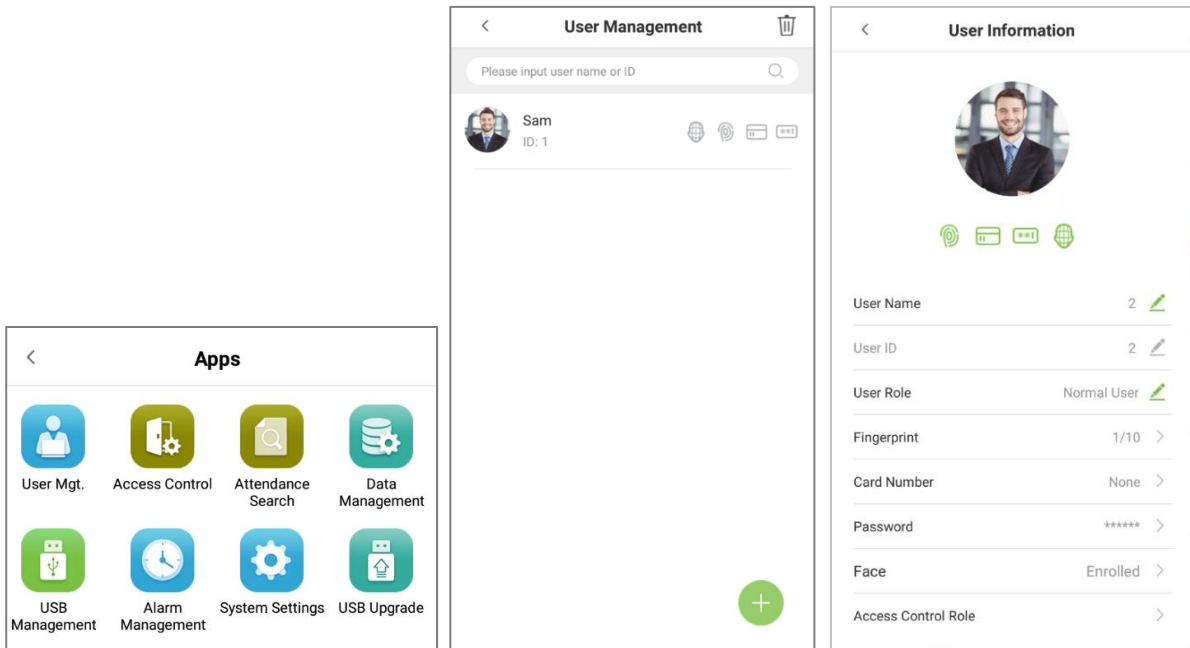 Apps
User Mgt.
Access Control
Attendance
Search
Data
Management
USB
Management
Alarm
Management
System Settings
USB Upgrade
User Management
Please input user name or ID
Sam
ID: 1
User Information
User Name 2
User ID 2
User Role Normal User
Fingerprint 1/10
Card Number None
Password ******
Face Enrolled
Access Control Role